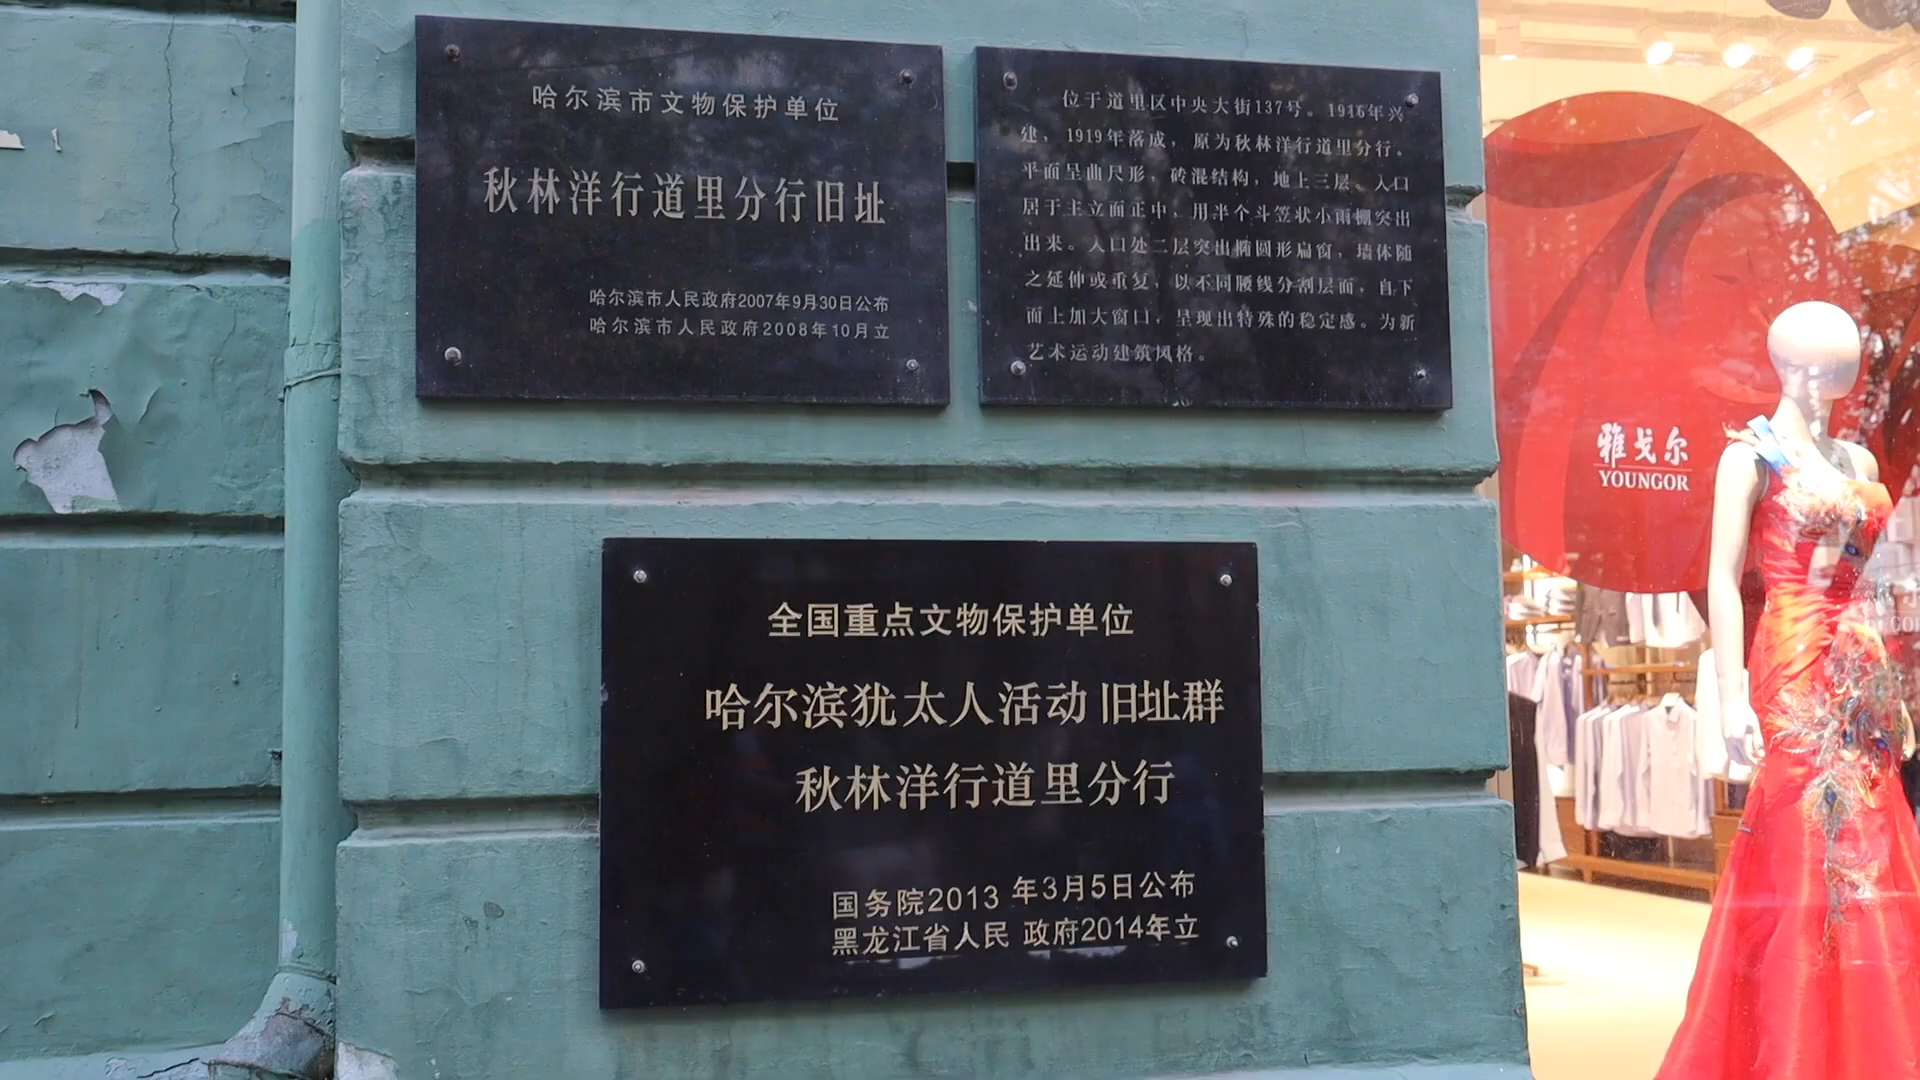 哈尔滨市文物保护单位
秋林洋行道里分行旧址
哈尔滨市人民政府2007年9月30日公布
哈尔滨市人民政府2008年10月立
位于道里区中央大街137号。1916年兴
建，1919年落成，原为秋林洋行道里分行。
平面呈曲尺形，砖混结构，地上三层。入口
居于主立面正中，用半个斗笠状小雨棚突出
出来。入口处二层突出椭圆形扁窗，墙体随
之延伸或重复，以不同腰线分割层面，自下
而上加大窗口，呈现出特殊的稳定感。为新
艺术运动建筑风格。
全国重点文物保护单位
哈尔滨犹太人活动旧址群
秋林洋行道里分行
国务院2013年3月5日公布
黑龙江省人民政府2014年立
雅戈尔
YOUNGOR